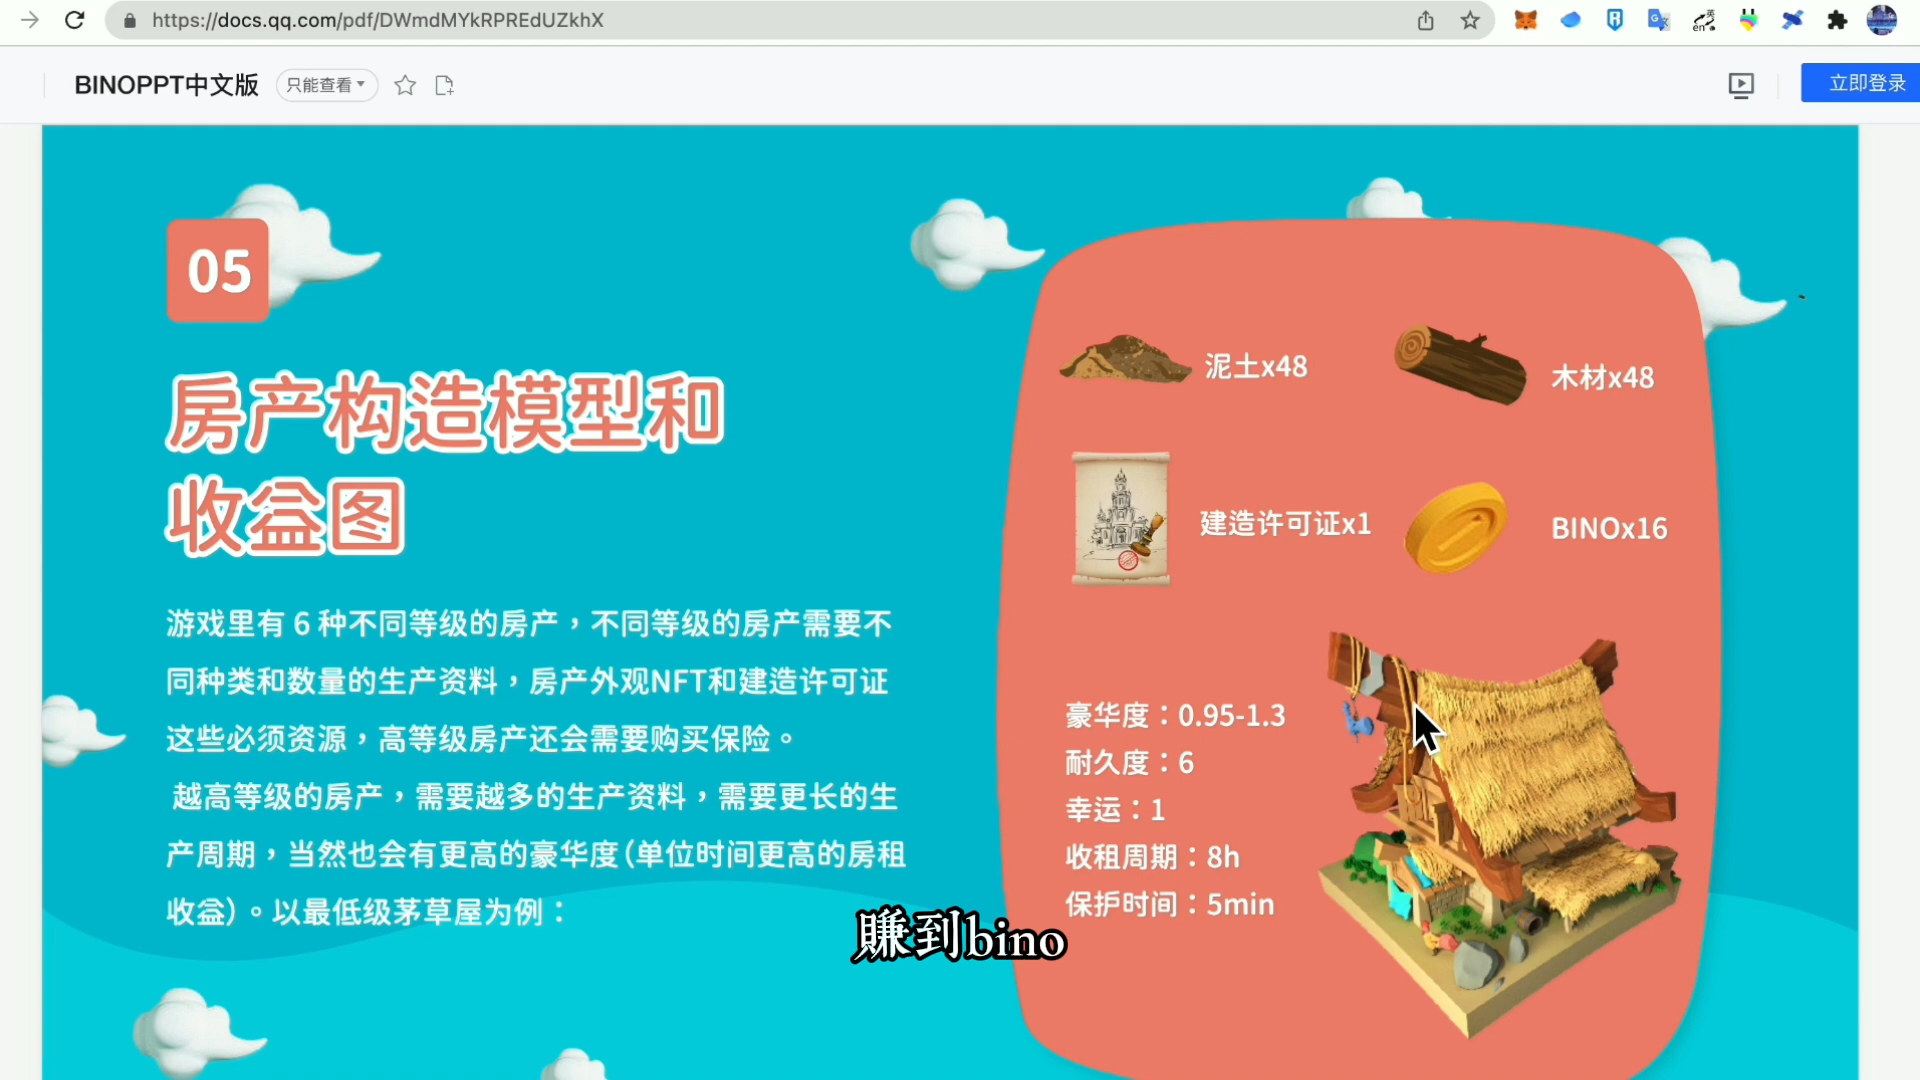 https://docs.qq.com/pdf/DWmdMYkRPREdUZkhX
BINOPPT中文版
只能查看
立即登录
05
房产构造模型和
收益图
游戏里有 6 种不同等级的房产，不同等级的房产需要不
同种类和数量的生产资料，房产外观NFT和建造许可证
这些必须资源，高等级房产还会需要购买保险。
越高等级的房产，需要越多的生产资料，需要更长的生
产周期，当然也会有更高的豪华度(单位时间更高的房租
收益)。以最低级茅草屋为例：
泥土x48
木材x48
建造许可证x1
BINOx16
豪华度：0.95-1.3
耐久度：6
幸运：1
收租周期：8h
保护时间：5min
賺到bino